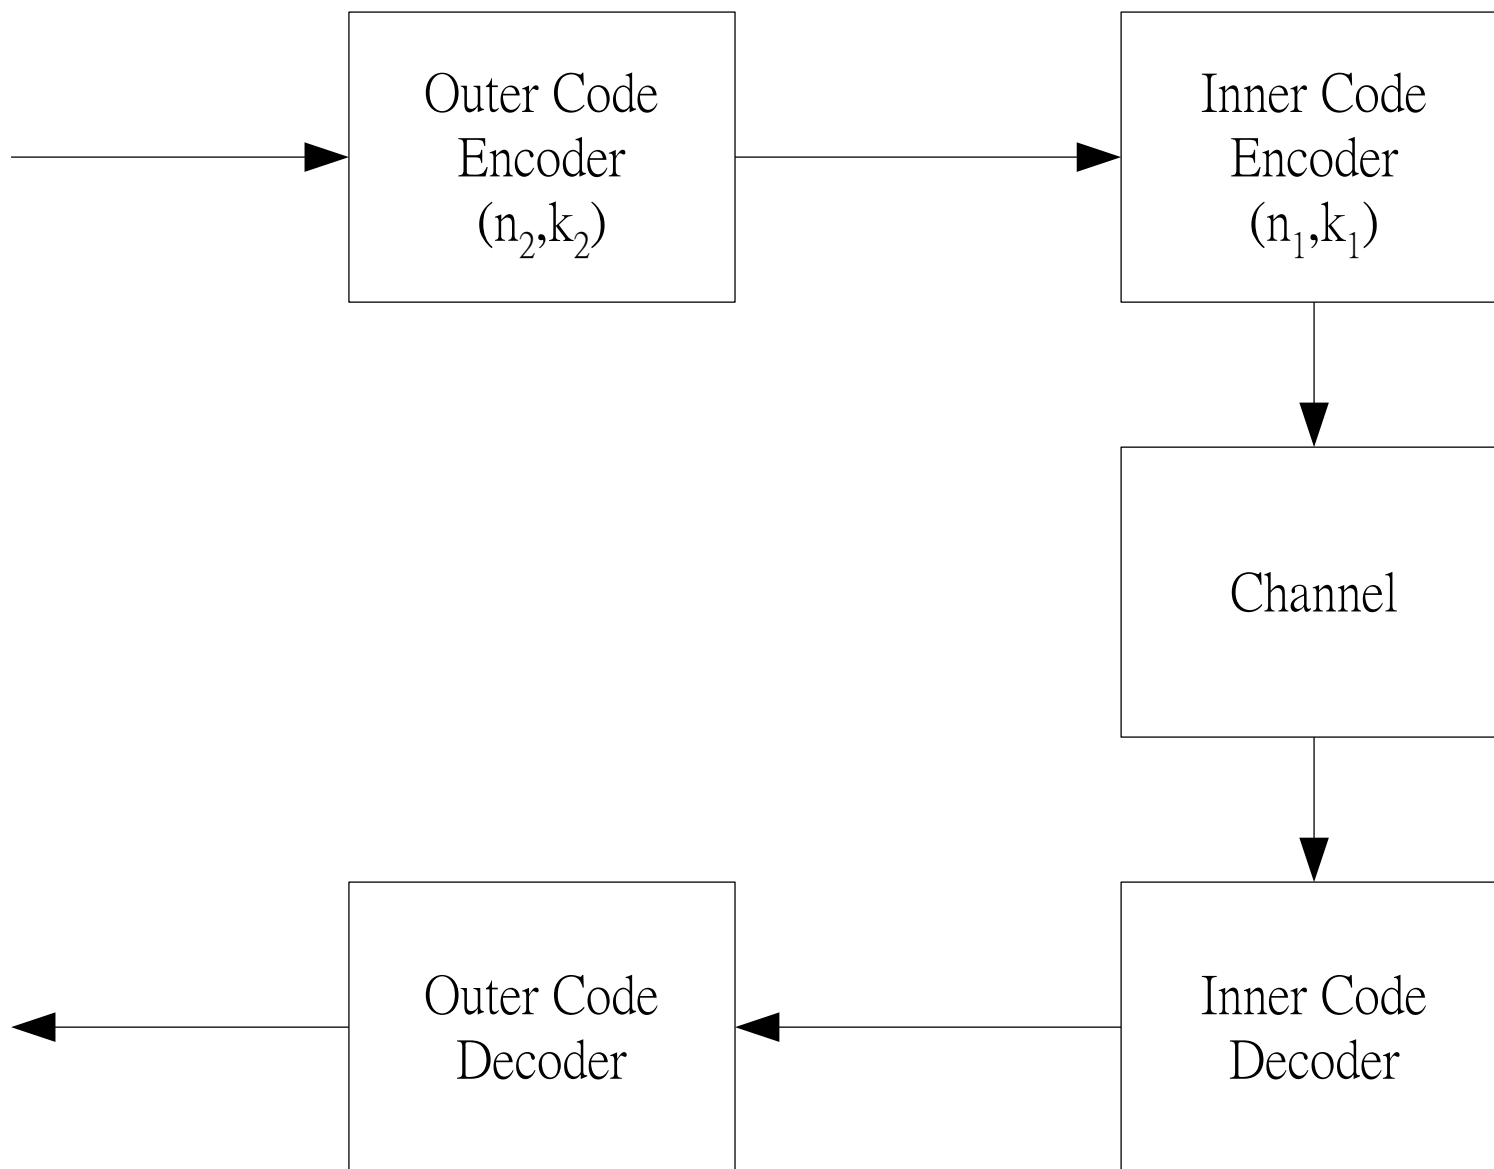 Outer Code
Encoder
(n₂,k₂)
Inner Code
Encoder
(n₁,k₁)
Channel
Outer Code
Decoder
Inner Code
Decoder